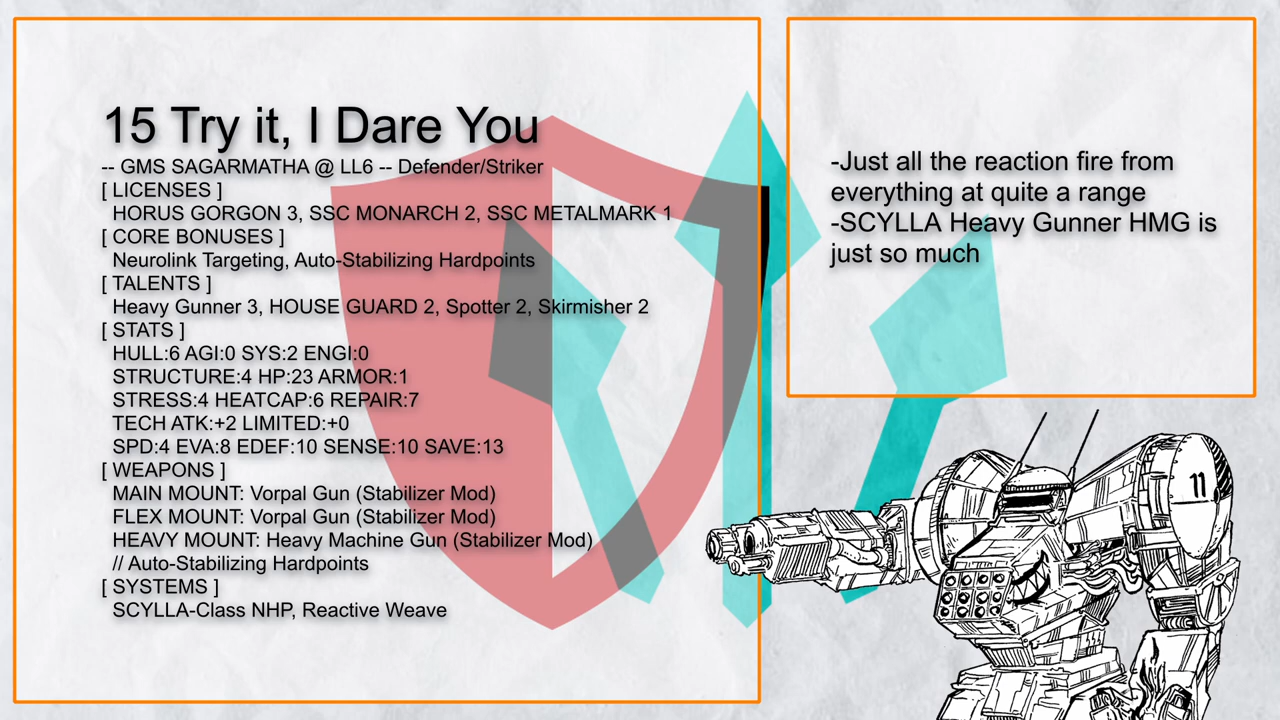 15 Try it, I Dare You
-- GMS SAGARMATHA @ LL6 -- Defender/Striker
[ LICENSES ]
HORUS GORGON 3, SSC MONARCH 2, SSC METALMARK 1
[ CORE BONUSES ]
Neurolink Targeting, Auto-Stabilizing Hardpoints
[ TALENTS ]
Heavy Gunner 3, HOUSE GUARD 2, Spotter 2, Skirmisher 2
[ STATS ]
HULL:6 AGI:0 SYS:2 ENGI:0
STRUCTURE:4 HP:23 ARMOR:1
STRESS:4 HEATCAP:6 REPAIR:7
TECH ATK:+2 LIMITED:+0
SPD:4 EVA:8 EDEF:10 SENSE:10 SAVE:13
[ WEAPONS ]
MAIN MOUNT: Vorpal Gun (Stabilizer Mod)
FLEX MOUNT: Vorpal Gun (Stabilizer Mod)
HEAVY MOUNT: Heavy Machine Gun (Stabilizer Mod)
// Auto-Stabilizing Hardpoints
[ SYSTEMS ]
SCYLLA-Class NHP, Reactive Weave
-Just all the reaction fire from
everything at quite a range
-SCYLLA Heavy Gunner HMG is
just so much
11